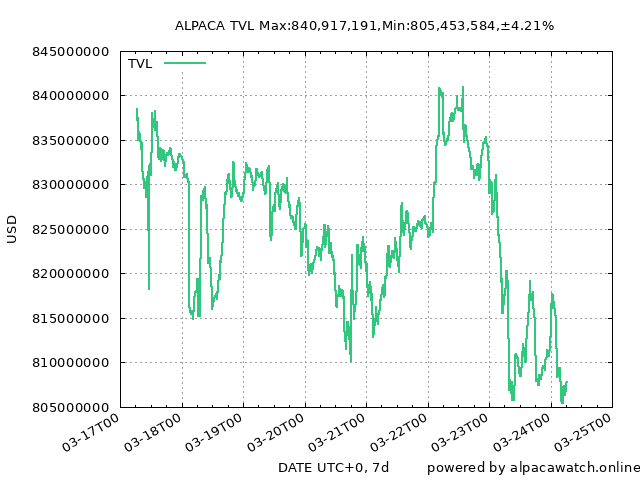 ALPACA TVL Max:840,917,191,Min:805,453,584,±4.21%
845000000
TVL
840000000
835000000
830000000
825000000
USD
820000000
815000000
810000000
805000000
03-17T00
03-18T00
03-19T00
03-20T00
03-21T00
03-22T00
03-23T00
03-24T00
03-25T00
DATE UTC+0, 7d
powered by alpacawatch.online